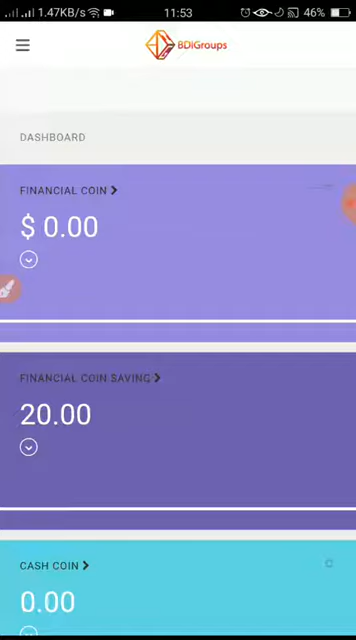 1.47KB/s 11:53 46%
BDIGroups
DASHBOARD
FINANCIAL COIN
$ 0.00
FINANCIAL COIN SAVING
20.00
CASH COIN
0.00